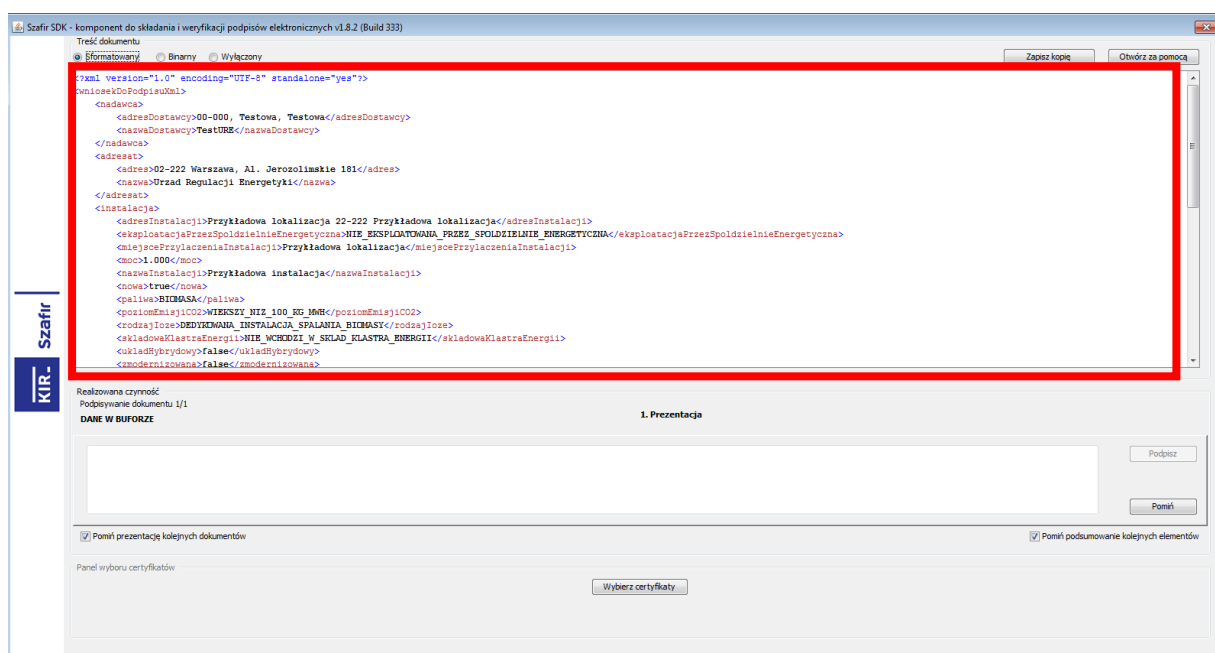 Szafir SDK - komponent do składania i weryfikacji podpisów elektronicznych v1.8.2 (Build 333)
Treść dokumentu
Sformatowany Binarny Wyłączony Zapisz kopię Otwórz za pomocą
<?xml version="1.0" encoding="UTF-8" standalone="yes"?>
<wniosekDoPodpisuXml>
<nadawca>
<adresDostawcy>00-000, Testowa, Testowa</adresDostawcy>
<nazwaDostawcy>TestURE</nazwaDostawcy>
</nadawca>
<adresat>
<adres>02-222 Warszawa, Al. Jerozolimskie 181</adres>
<nazwa>Urzad Regulacji Energetyki</nazwa>
</adresat>
<instalacja>
<adresInstalacji>Przykładowa lokalizacja 22-222 Przykładowa lokalizacja</adresInstalacji>
<eksploatacjaPrzezSpoldzielnieEnergetyczna>NIE_EKSPLOATOWANA_PRZEZ_SPOLDZIELNIE_ENERGETYCZNA</eksploatacjaPrzezSpoldzielnieEnergetyczna>
<miejscePrzylaczeniaInstalacji>Przykładowa lokalizacja</miejscePrzylaczeniaInstalacji>
<moc>1.000</moc>
<nazwaInstalacji>Przykładowa instalacja</nazwaInstalacji>
<nowa>true</nowa>
<paliwa>BIOMASA</paliwa>
<poziomEmisjiCO2>WIEKSZY_NIZ_100_KG_MWH</poziomEmisjiCO2>
<rodzajIoze>DEDYKOWANA_INSTALACJA_SPALANIA_BIOMASY</rodzajIoze>
<skladowaKlastraEnergii>NIE_WCHODZI_W_SKLAD_KLASTRA_ENERGII</skladowaKlastraEnergii>
<ukladHybrydowy>false</ukladHybrydowy>
<zmodernizowana>false</zmodernizowana>
KIR Szafir
Realizowana czynność
Podpisywanie dokumentu 1/1
DANE W BUFORZE
1. Prezentacja
Podpisz
Pomiń
Pomiń prezentację kolejnych dokumentów Pomiń podsumowanie kolejnych elementów
Panel wyboru certyfikatów
Wybierz certyfikaty